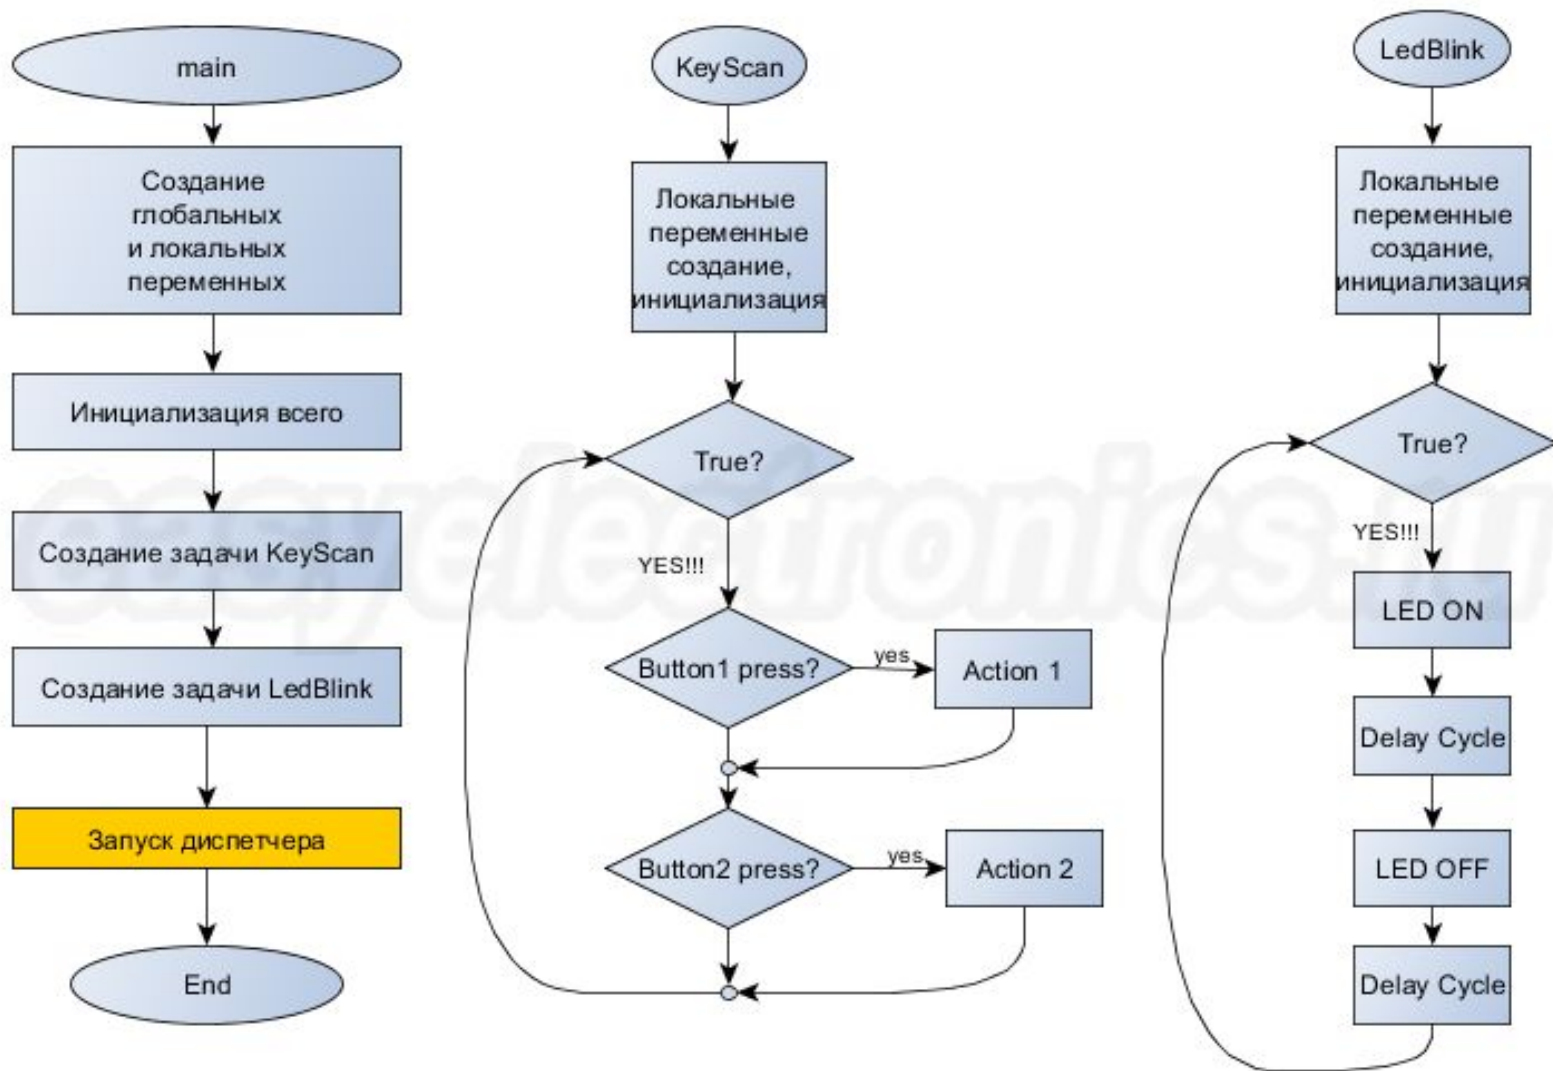 main
Создание
глобальных
и локальных
переменных
Инициализация всего
Создание задачи KeyScan
Создание задачи LedBlink
Запуск диспетчера
End
KeyScan
Локальные
переменные
создание,
инициализация
True?
YES!!!
Button1 press?
yes
Action 1
Button2 press?
yes
Action 2
LedBlink
Локальные
переменные
создание,
инициализация
True?
YES!!!
LED ON
Delay Cycle
LED OFF
Delay Cycle
easyelectronics.ru